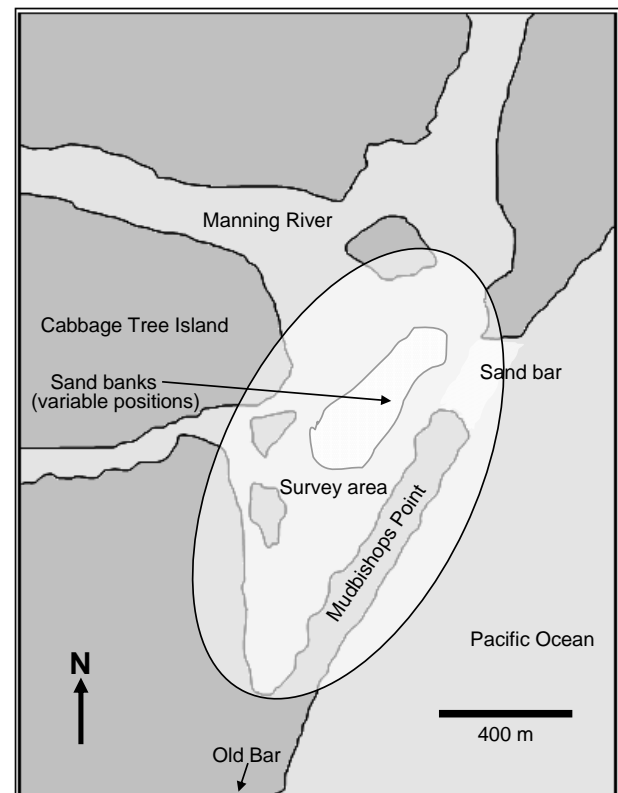 Manning River
Cabbage Tree Island
Sand banks
(variable positions)
Sand bar
Survey area
Mudbishops Point
Pacific Ocean
N
400 m
Old Bar